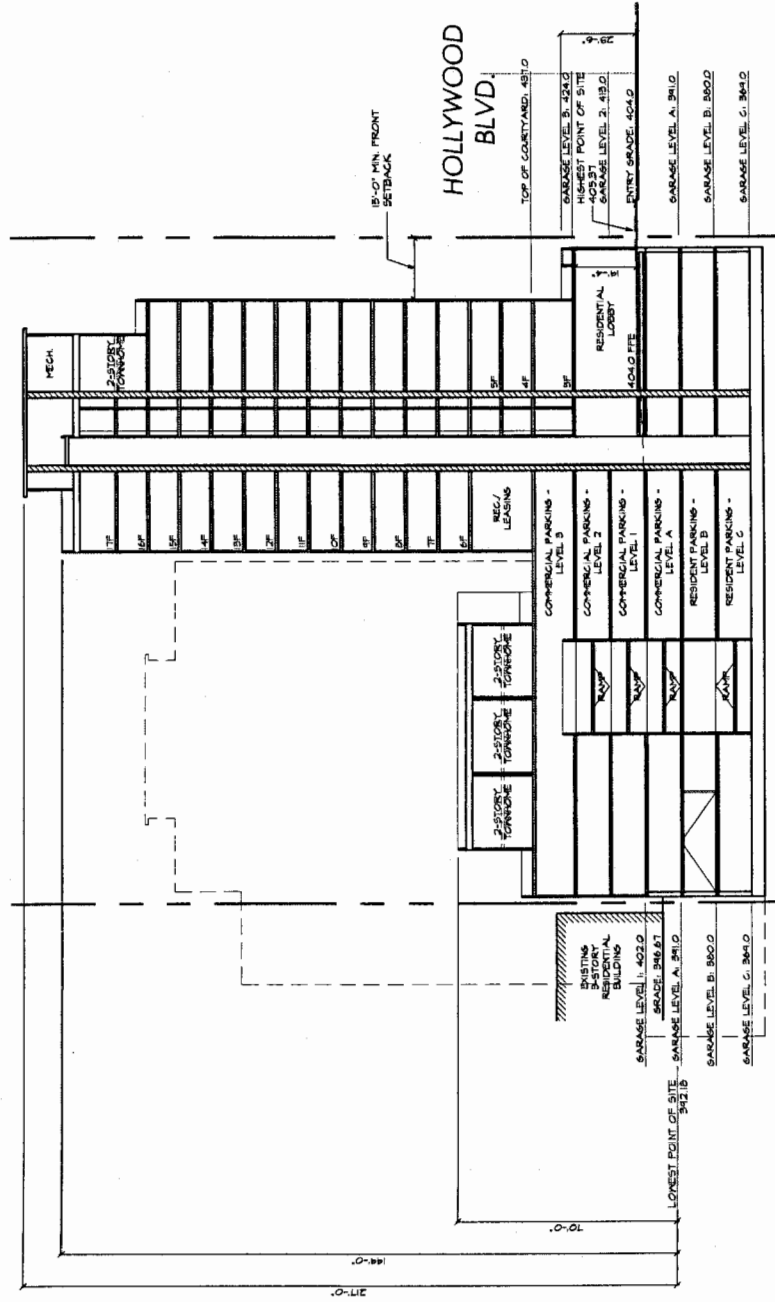 HOLLYWOOD
BLVD.
15'-0" MIN. FRONT
SETBACK
29'-6"
TOP OF COURTYARD: 437.0
GARAGE LEVEL 3: 424.0
HIGHEST POINT OF SITE
405.37
GARAGE LEVEL 2: 413.0
ENTRY GRADE: 404.0
GARAGE LEVEL A: 391.0
GARAGE LEVEL B: 380.0
GARAGE LEVEL C: 369.0
MECH.
2-STORY
TOWNHOME
5F
4F
3F
RESIDENTIAL
LOBBY
404.0 FFE
17F
16F
15F
14F
13F
12F
11F
10F
9F
8F
7F
6F
REC./
LEASING
COMMERCIAL PARKING -
LEVEL 3
COMMERCIAL PARKING -
LEVEL 2
COMMERCIAL PARKING -
LEVEL 1
COMMERCIAL PARKING -
LEVEL A
RESIDENT PARKING -
LEVEL B
RESIDENT PARKING -
LEVEL C
2-STORY
TOWNHOME
2-STORY
TOWNHOME
2-STORY
TOWNHOME
RAMP
RAMP
RAMP
RAMP
EXISTING
3-STORY
RESIDENTIAL
BUILDING
GARAGE LEVEL 1: 402.0
GRADE: 396.67
GARAGE LEVEL A: 391.0
GARAGE LEVEL B: 380.0
GARAGE LEVEL C: 369.0
LOWEST POINT OF SITE
392.18
70'-0"
217'-0"